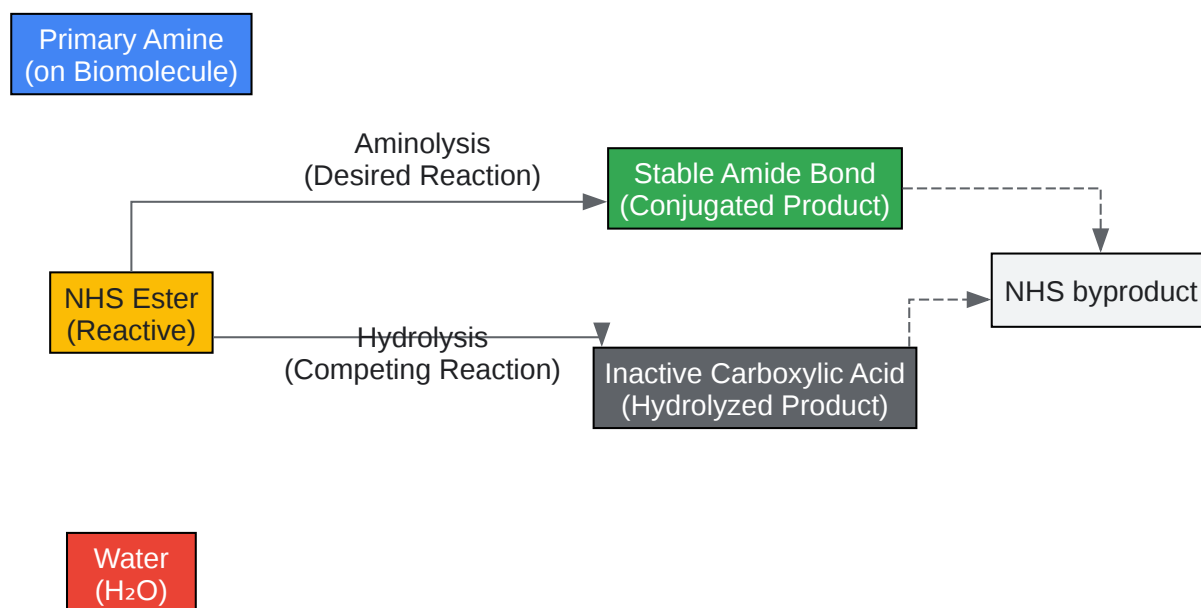 Primary Amine
(on Biomolecule)
Aminolysis
(Desired Reaction)
Stable Amide Bond
(Conjugated Product)
NHS Ester
(Reactive)
NHS byproduct
Hydrolysis
(Competing Reaction)
Inactive Carboxylic Acid
(Hydrolyzed Product)
Water
(H₂O)